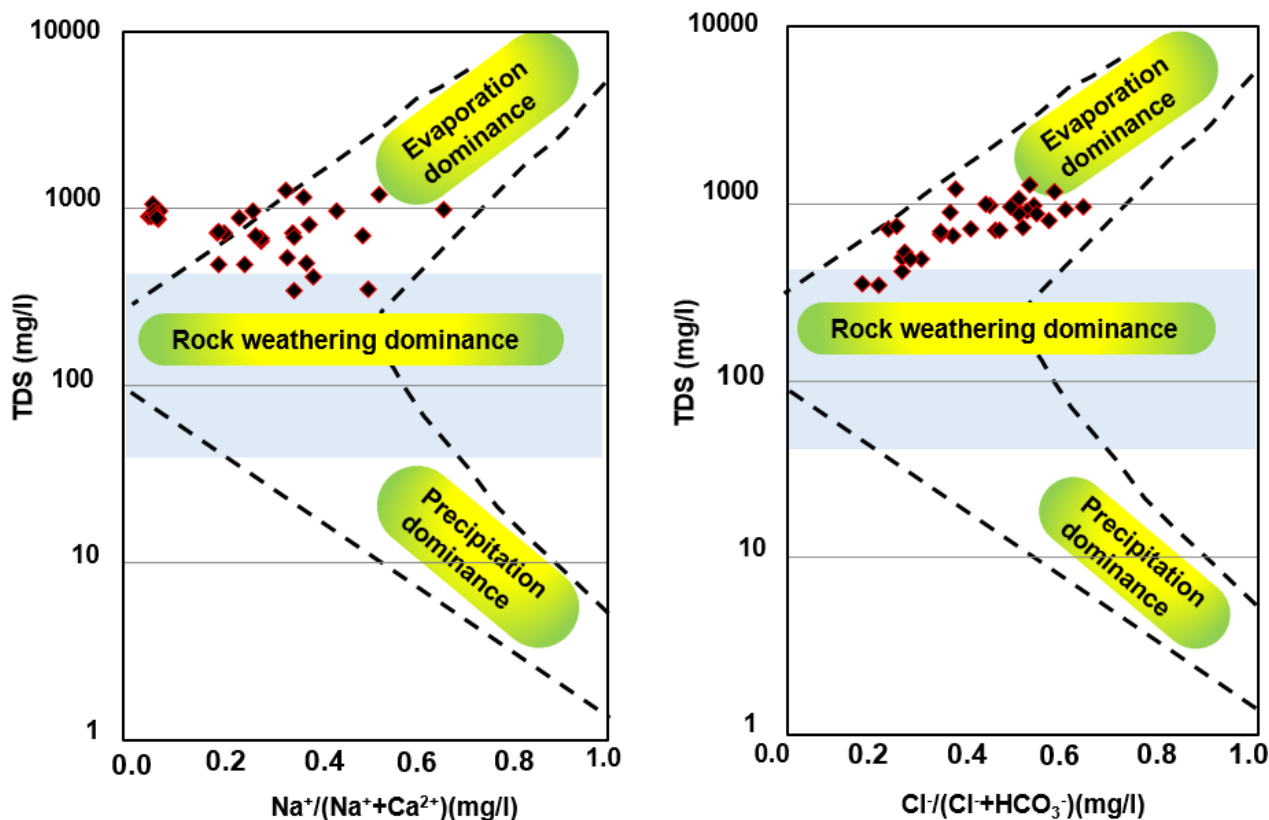 10000
1000
100
10
1
TDS (mg/l)
Evaporation
dominance
Rock weathering dominance
Precipitation
dominance
0.0 0.2 0.4 0.6 0.8 1.0
Na⁺/(Na⁺+Ca²⁺)(mg/l)
10000
1000
100
10
1
TDS (mg/l)
Evaporation
dominance
Rock weathering dominance
Precipitation
dominance
0.0 0.2 0.4 0.6 0.8 1.0
Cl⁻/(Cl⁻+HCO₃⁻)(mg/l)